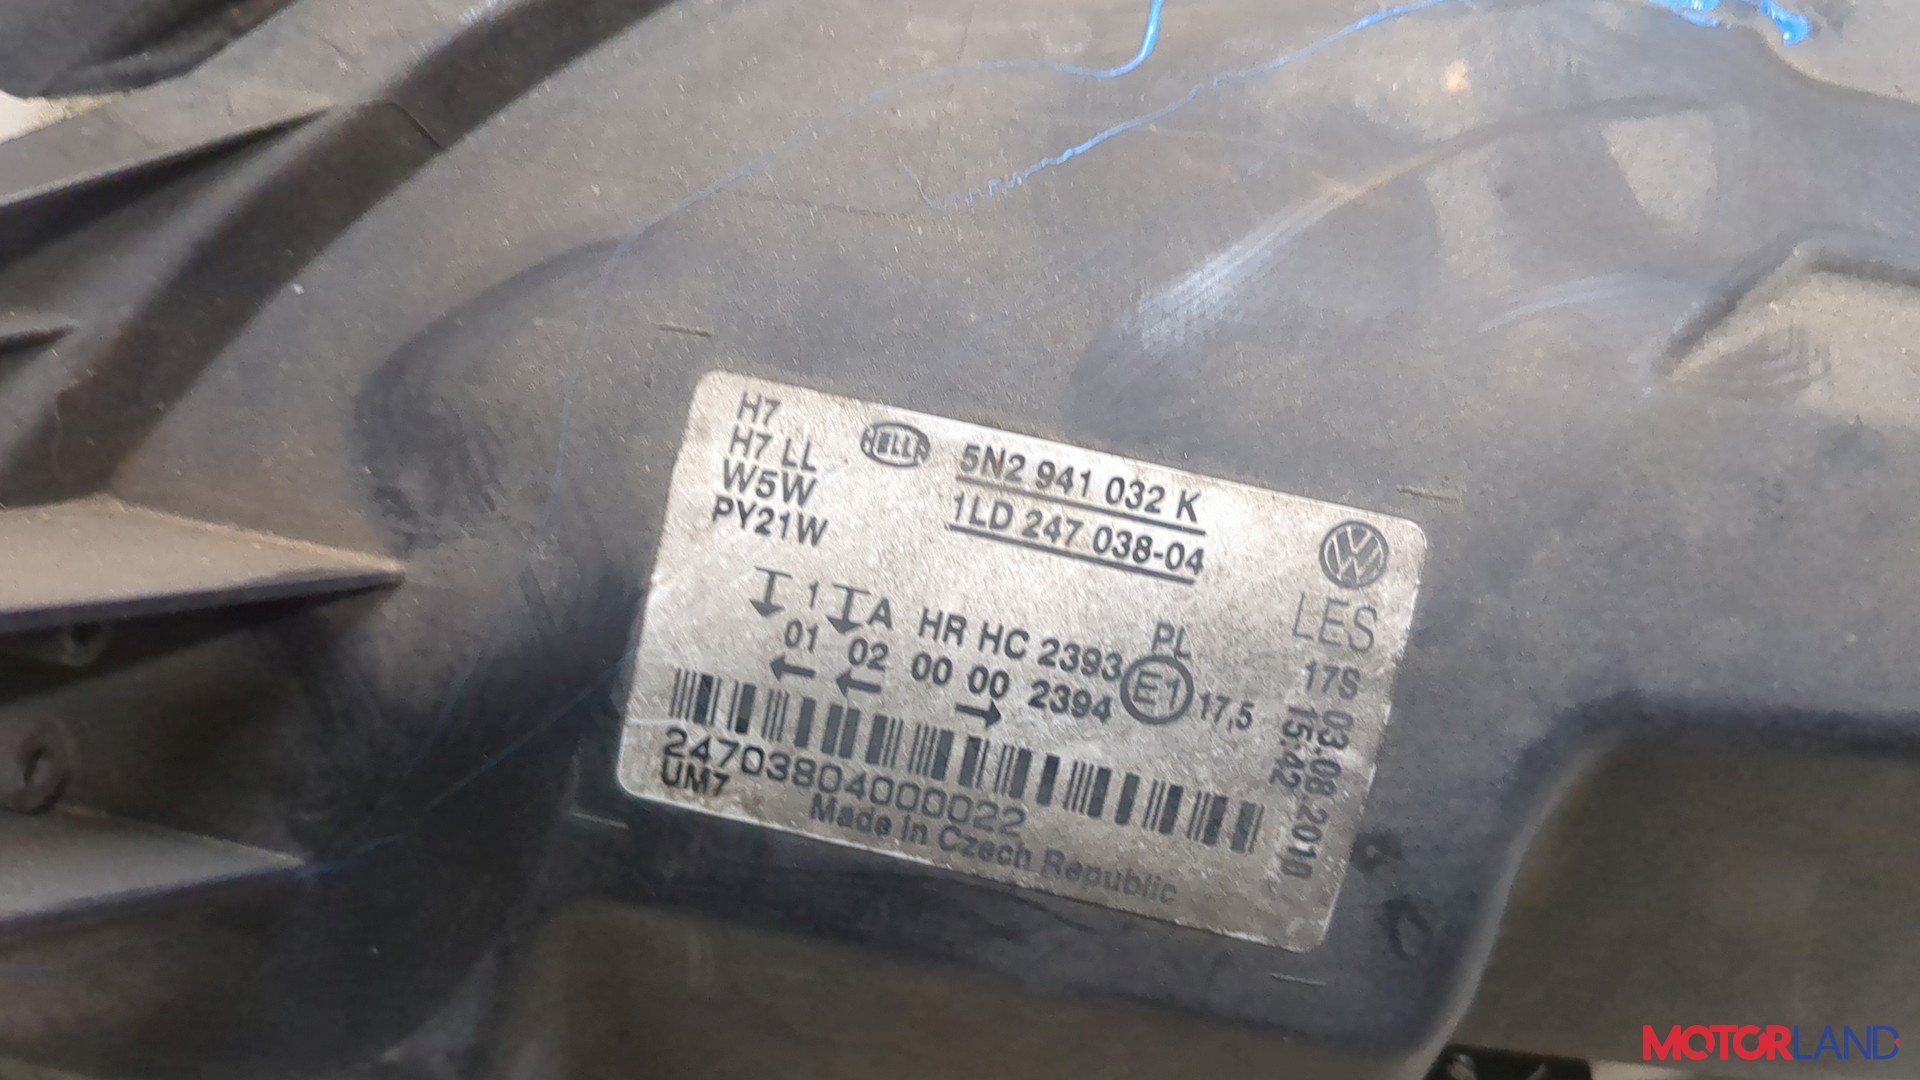 H7
H7 LL
W5W
PY21W
HELLA
5N2 941 032 K
1LD 247 038-04
LES
17S 03.08.2010
15:42
1 A HR HC 2393 PL
01 02 00 00 2394 E1 17,5
24703804000022
UM7
Made in Czech Republic
MOTORLAND